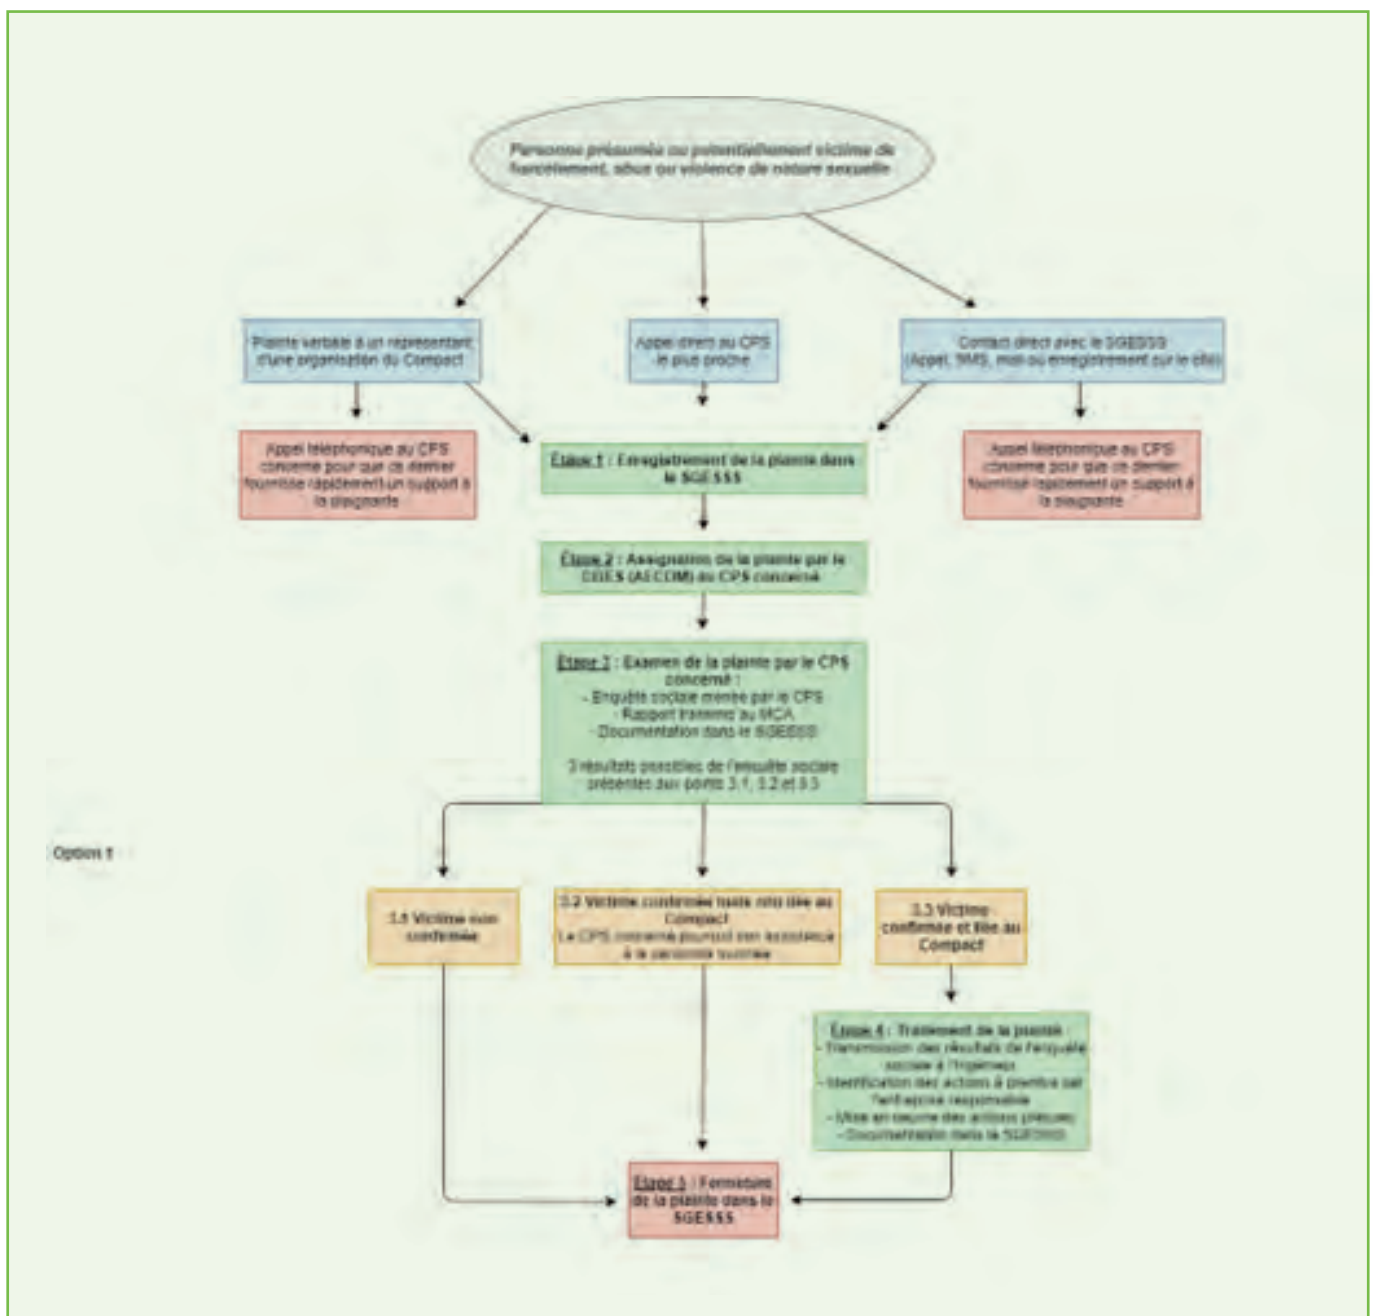 Personne présumée ou potentiellement victime de
harcèlement, abus ou violence de nature sexuelle
Plainte verbale à un représentant
d'une organisation du Compact
Appel direct au CPS
le plus proche
Contact direct avec le SGESSS
(Appel, SMS, mail ou enregistrement sur le site)
Appel téléphonique au CPS
concerné pour que ce dernier
fournisse rapidement un support à
la plaignante
Étape 1 : Enregistrement de la plainte dans
le SGESSS
Appel téléphonique au CPS
concerné pour que ce dernier
fournisse rapidement un support à
la plaignante
Étape 2 : Assignation de la plainte par le
(AECOM) au CPS concerné
Étape 3 : Examen de la plainte par le CPS
concerné :
- Enquête sociale menée par le CPS
- Rapport transmis au MCA
- Documentation dans le SGESSS
3 résultats possibles de l'enquête sociale
présentés aux points 3.1, 3.2 et 3.3
Option 1
3.1 Victime non
confirmée
3.2 Victime confirmée mais non liée au
Compact
Le CPS concerné poursuit son assistance
à la personne
3.3 Victime
confirmée et liée au
Compact
Étape 4 : Traitement de la plainte :
- Transmission des résultats de l'enquête
sociale à l'Ingénieur
- Identification des actions à prendre par
l'entreprise responsable
- Mise en oeuvre des actions
- Documentation dans le SGESSS
Étape 5 : Fermeture
de la plainte dans le
SGESSS